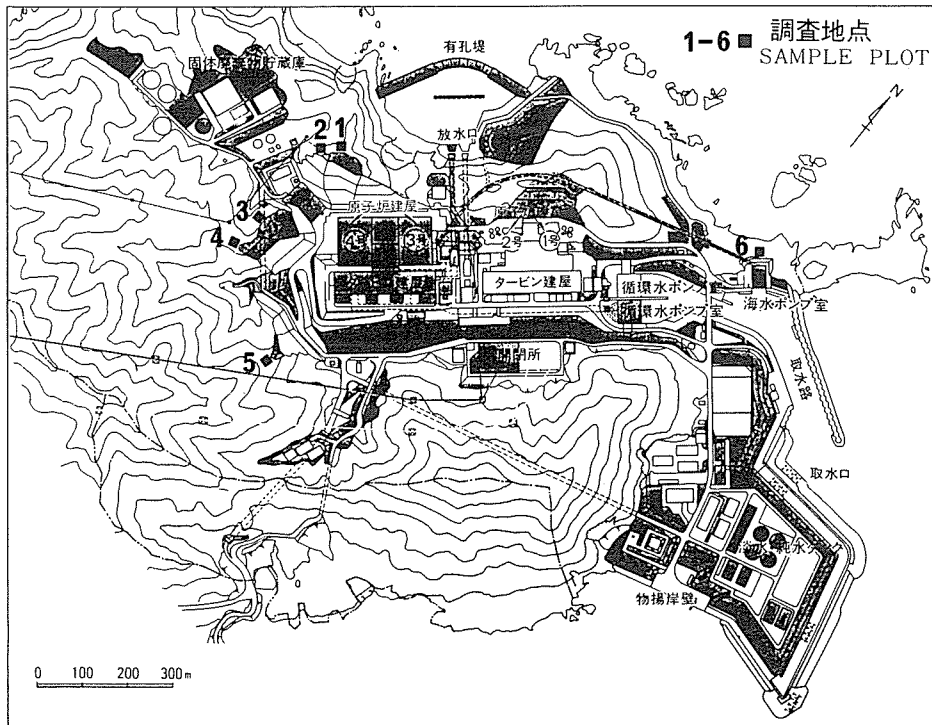 1-6 調査地点
SAMPLE PLOT
有孔堤
固体廃棄物貯蔵庫
N
2 1
放水口
3
原子炉建屋
4
4号 3号
2号 1号
6
タービン建屋
循環水ポンプ室
海水ポンプ室
循環水ポンプ室
5
開閉所
取水路
取水口
物揚岸壁
0 100 200 300m